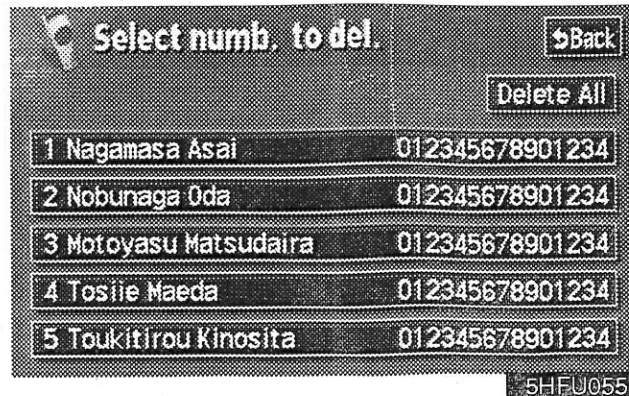 Select numb. to del.
Back
Delete All
1 Nagamasa Asai 012345678901234
2 Nobunaga Oda 012345678901234
3 Motoyasu Matsudaira 012345678901234
4 Tosiie Maeda 012345678901234
5 Toukitirou Kinosita 012345678901234
5HFU055